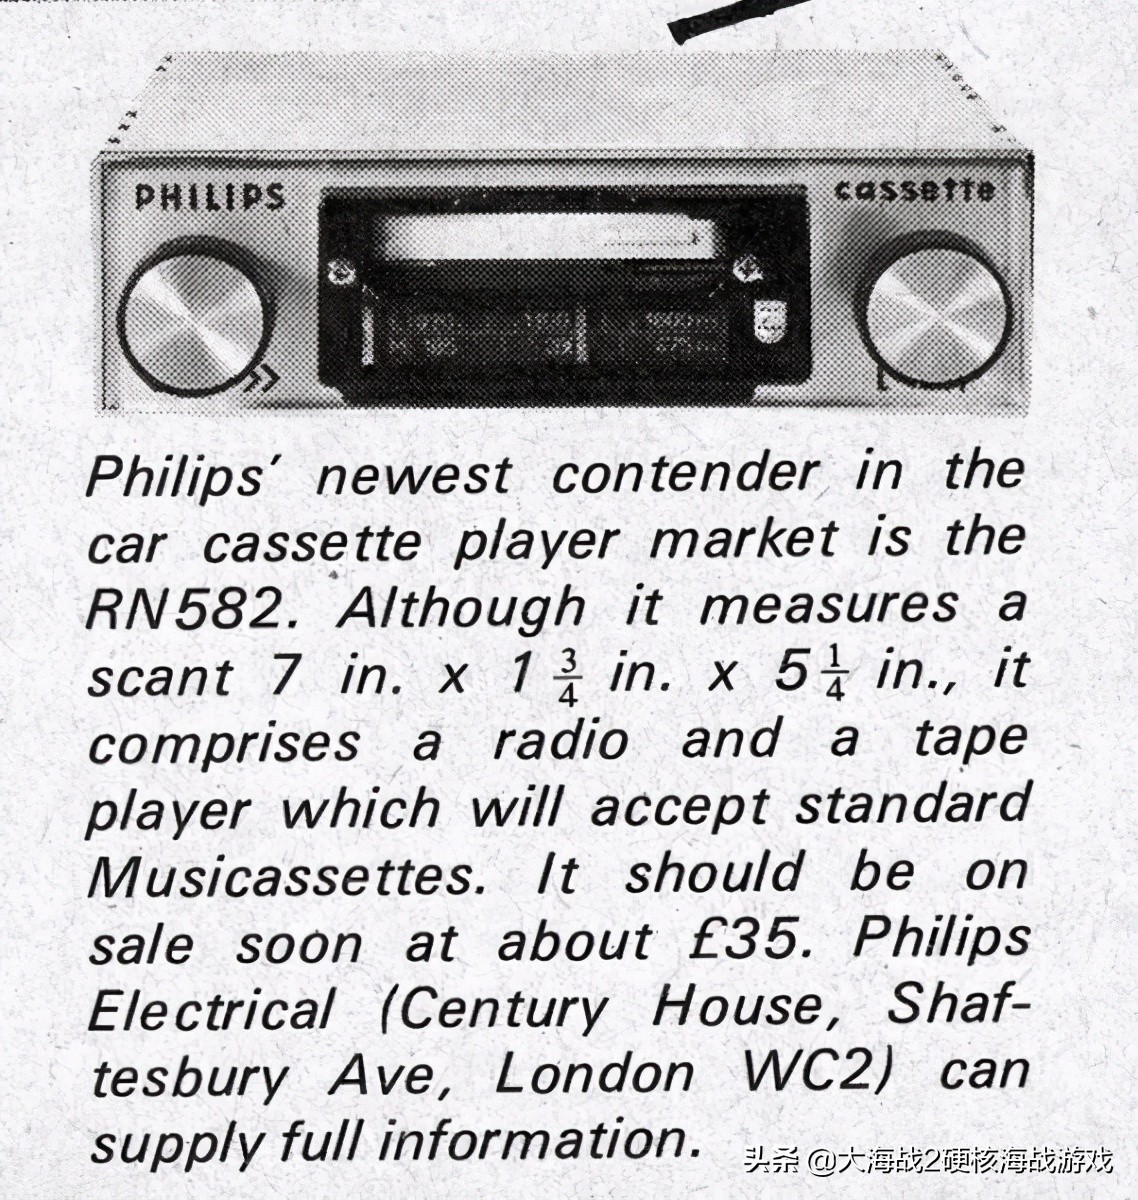 PHILIPS
cassette
Philips' newest contender in the
car cassette player market is the
RN582. Although it measures a
scant 7 in. x 1 3/4 in. x 5 1/4 in., it
comprises a radio and a tape
player which will accept standard
Musicassettes. It should be on
sale soon at about £35. Philips
Electrical (Century House, Shaf-
tesbury Ave, London WC2) can
supply full information.
头条 @大海战2硬核海战游戏